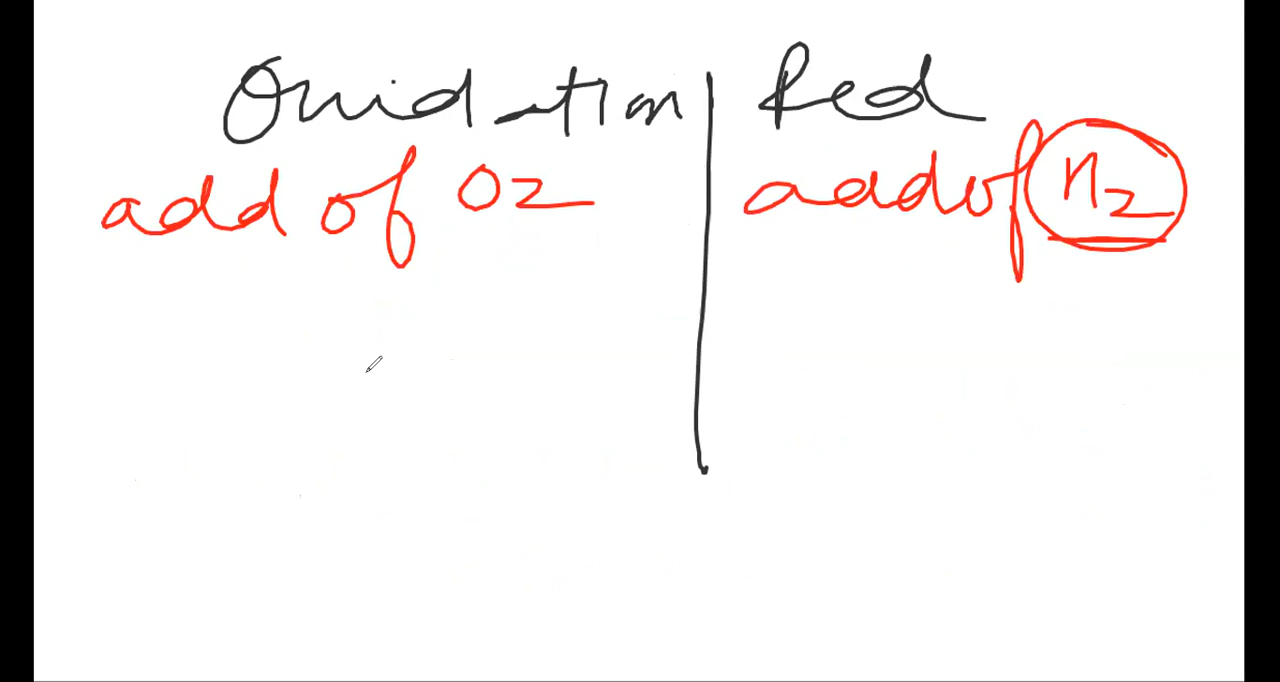 Oxidation | Red
add of O2 | add of H2